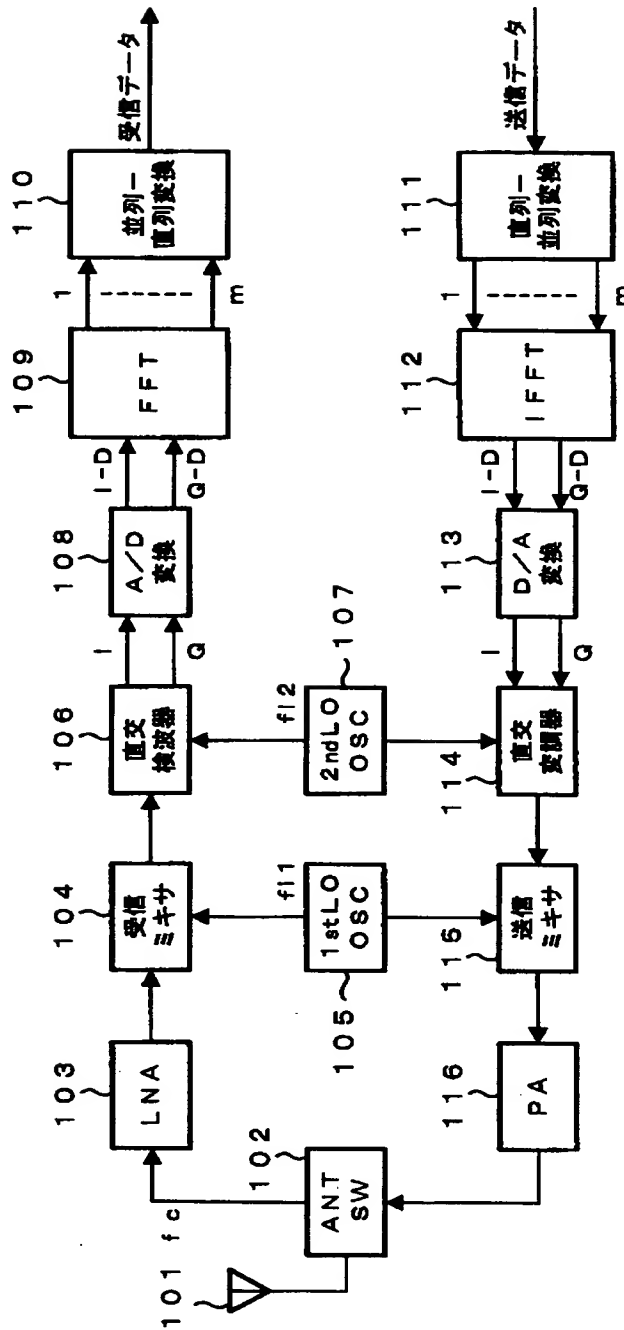 101
fc
102
ANT
SW
103
LNA
104
受信
ミキサ
105
1stLO
OSC
fl1
106
直交
検波器
107
2ndLO
OSC
fl2
I
Q
108
A/D
変換
I-D
Q-D
109
FFT
1
m
110
並列ー
直列変換
受信データ
送信データ
111
直列ー
並列変換
1
m
112
IFFT
I-D
Q-D
113
D/A
変換
I
Q
114
直交
変調器
115
送信
ミキサ
116
PA